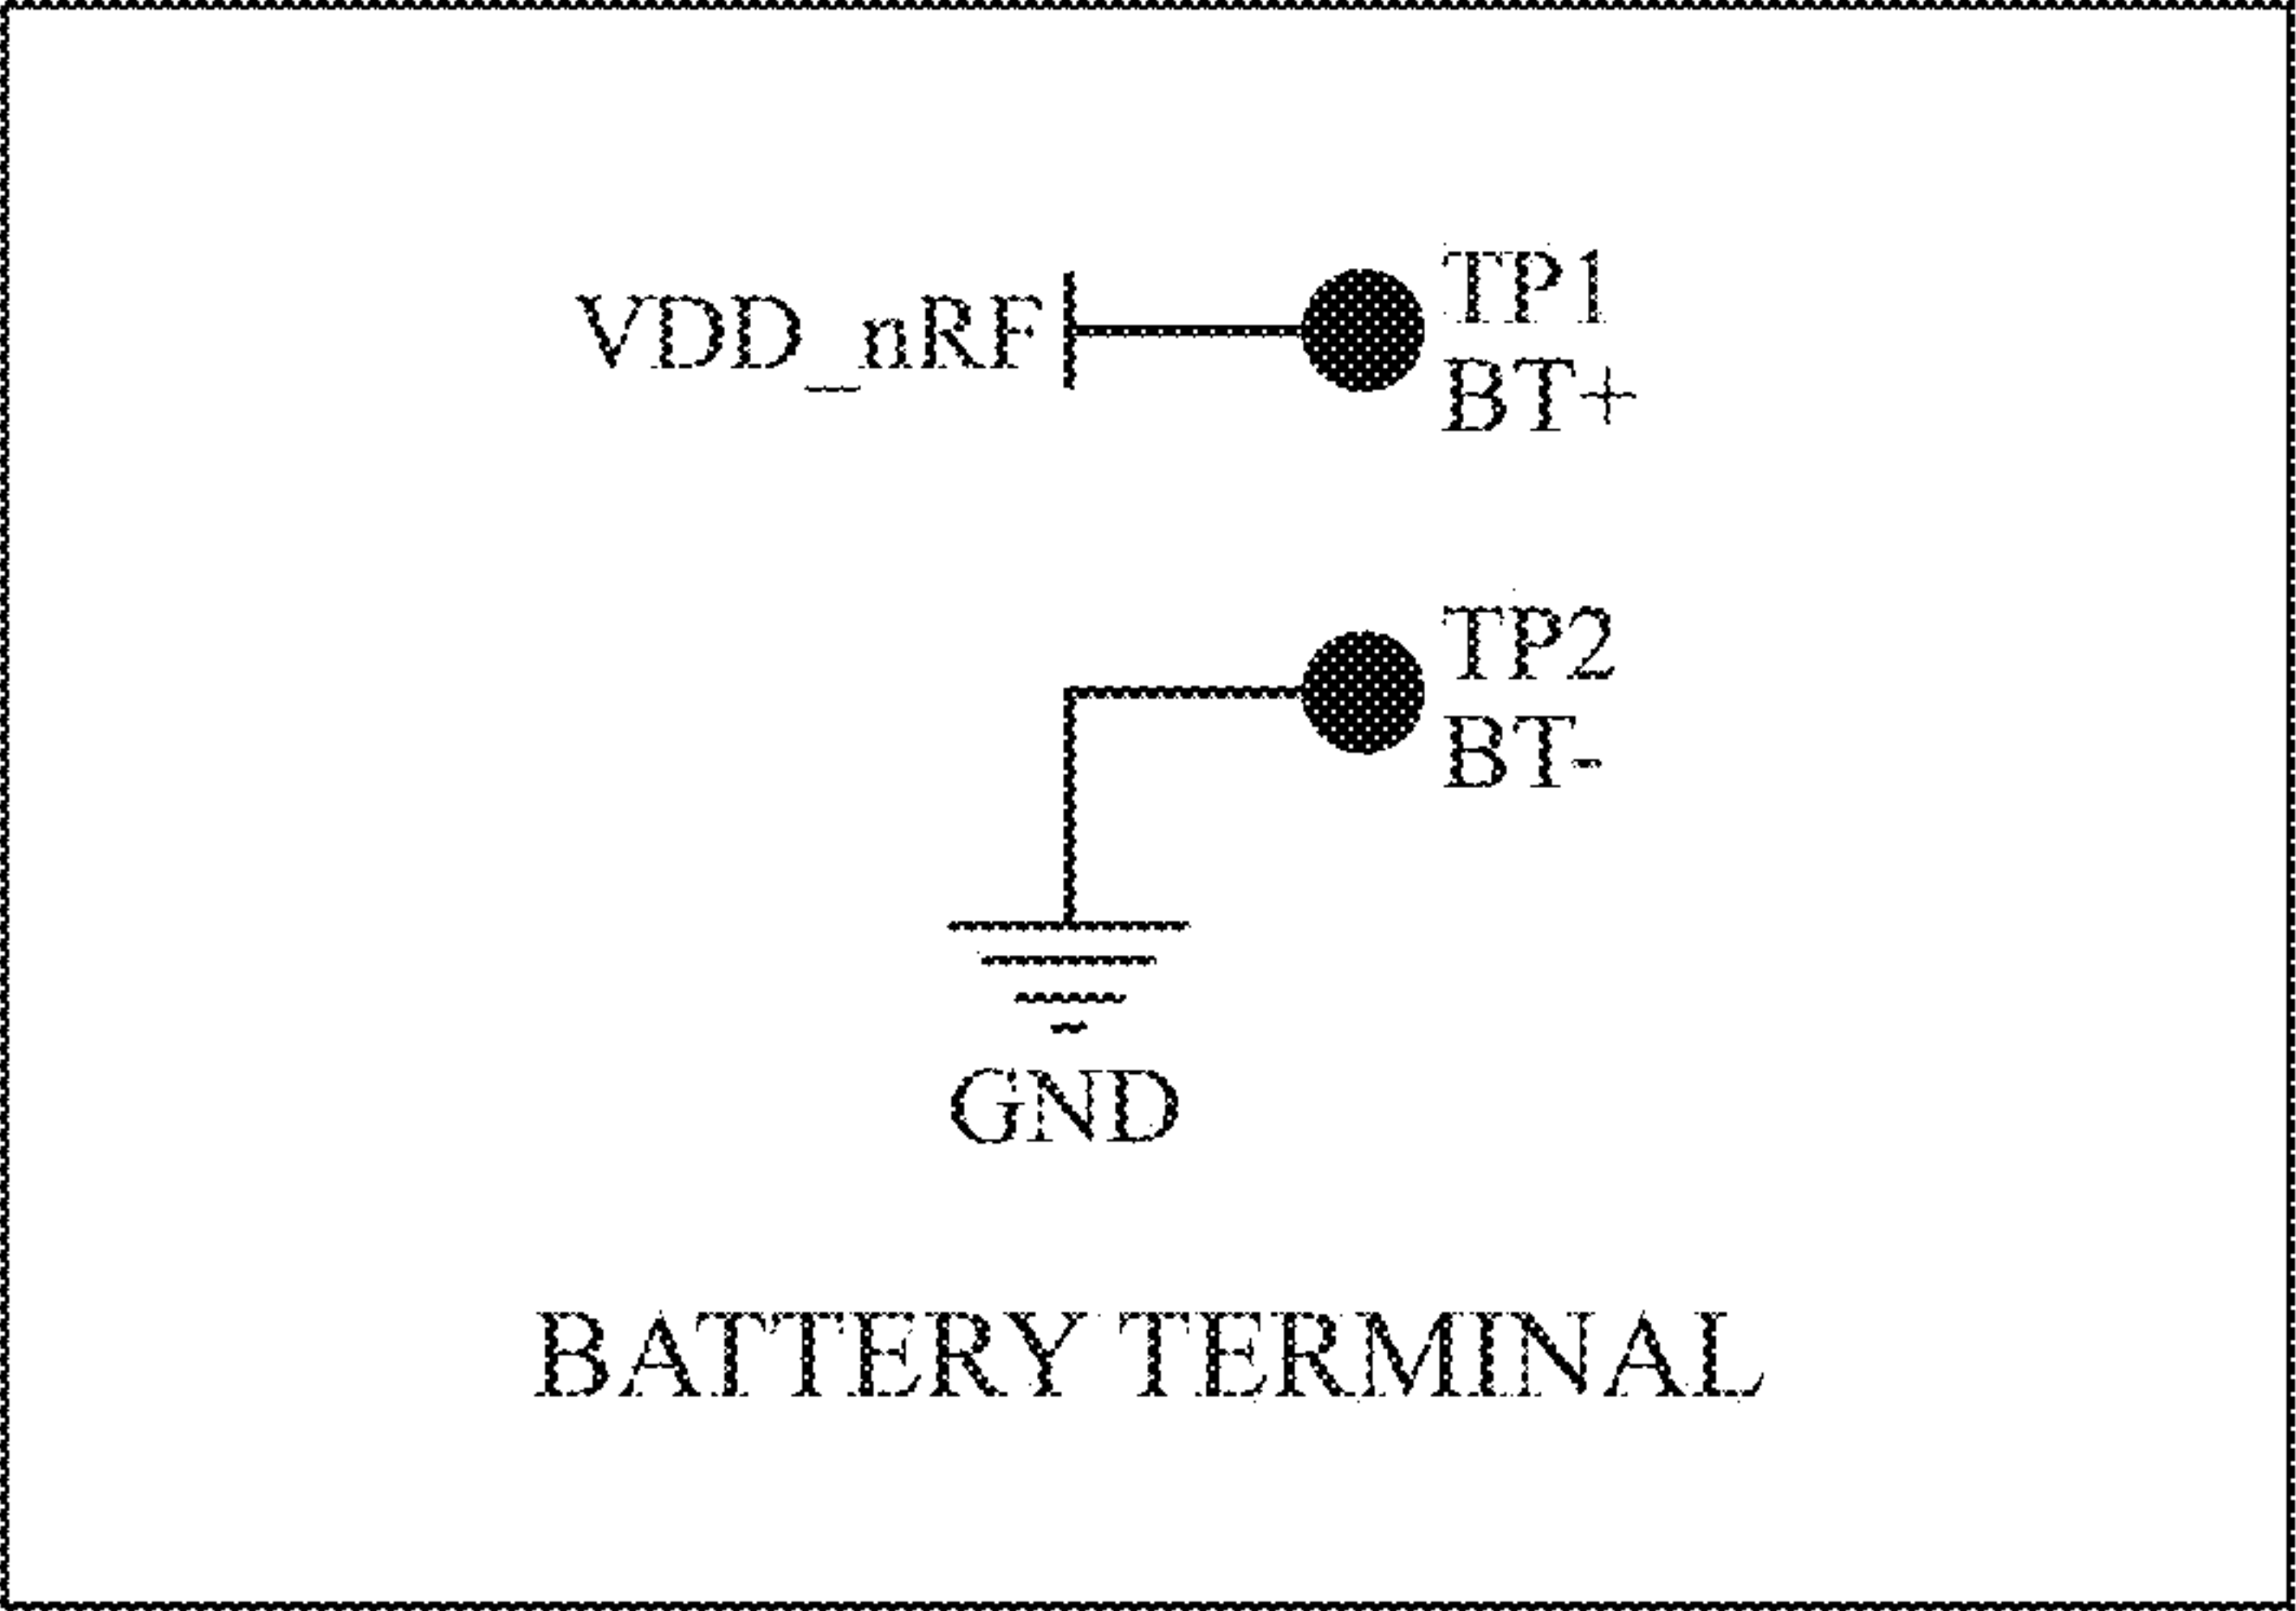 TP1
VDD_nRF
BT+
TP2
BT-
GND
BATTERY TERMINAL